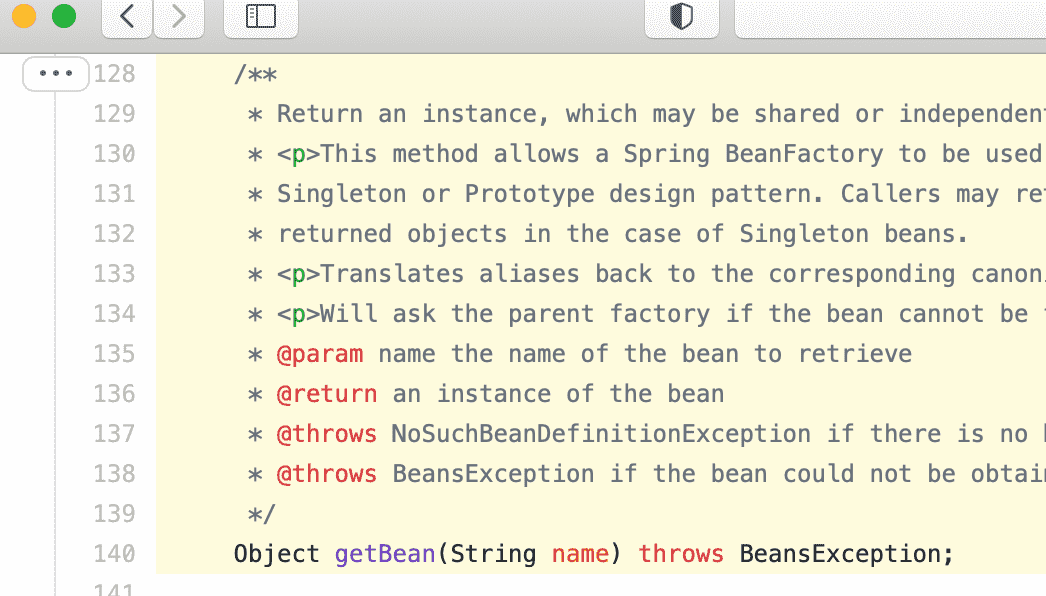 128 /**
129 * Return an instance, which may be shared or independent
130 * <p>This method allows a Spring BeanFactory to be used
131 * Singleton or Prototype design pattern. Callers may
132 * returned objects in the case of Singleton beans.
133 * <p>Translates aliases back to the corresponding
134 * <p>Will ask the parent factory if the bean cannot be
135 * @param name the name of the bean to retrieve
136 * @return an instance of the bean
137 * @throws NoSuchBeanDefinitionException if there is no
138 * @throws BeansException if the bean could not be
139 */
140 Object getBean(String name) throws BeansException;
141